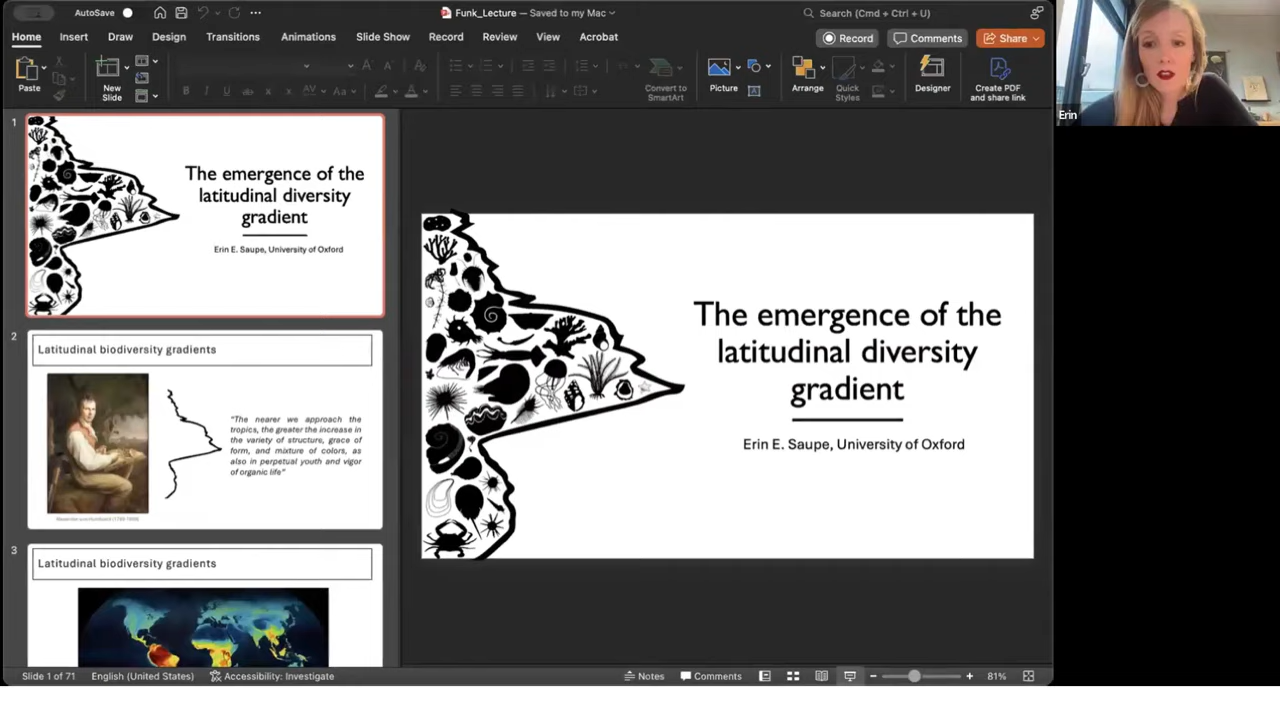 AutoSave
Funk_Lecture — Saved to my Mac
Search (Cmd + Ctrl + U)
Home Insert Draw Design Transitions Animations Slide Show Record Review View Acrobat
Record Comments Share
Paste
New
Slide
Convert to
SmartArt
Picture
Arrange
Quick
Styles
Designer
Create PDF
and share link
Erin
1
The emergence of the
latitudinal diversity
gradient
Erin E. Saupe, University of Oxford
2
Latitudinal biodiversity gradients
"The nearer we approach the
tropics, the greater the increase in
the variety of structure, grace of
form, and mixture of colors, as
also in perpetual youth and vigor
of organic life"
3
Latitudinal biodiversity gradients
The emergence of the
latitudinal diversity
gradient
Erin E. Saupe, University of Oxford
Slide 1 of 71 English (United States) Accessibility: Investigate Notes Comments 81%